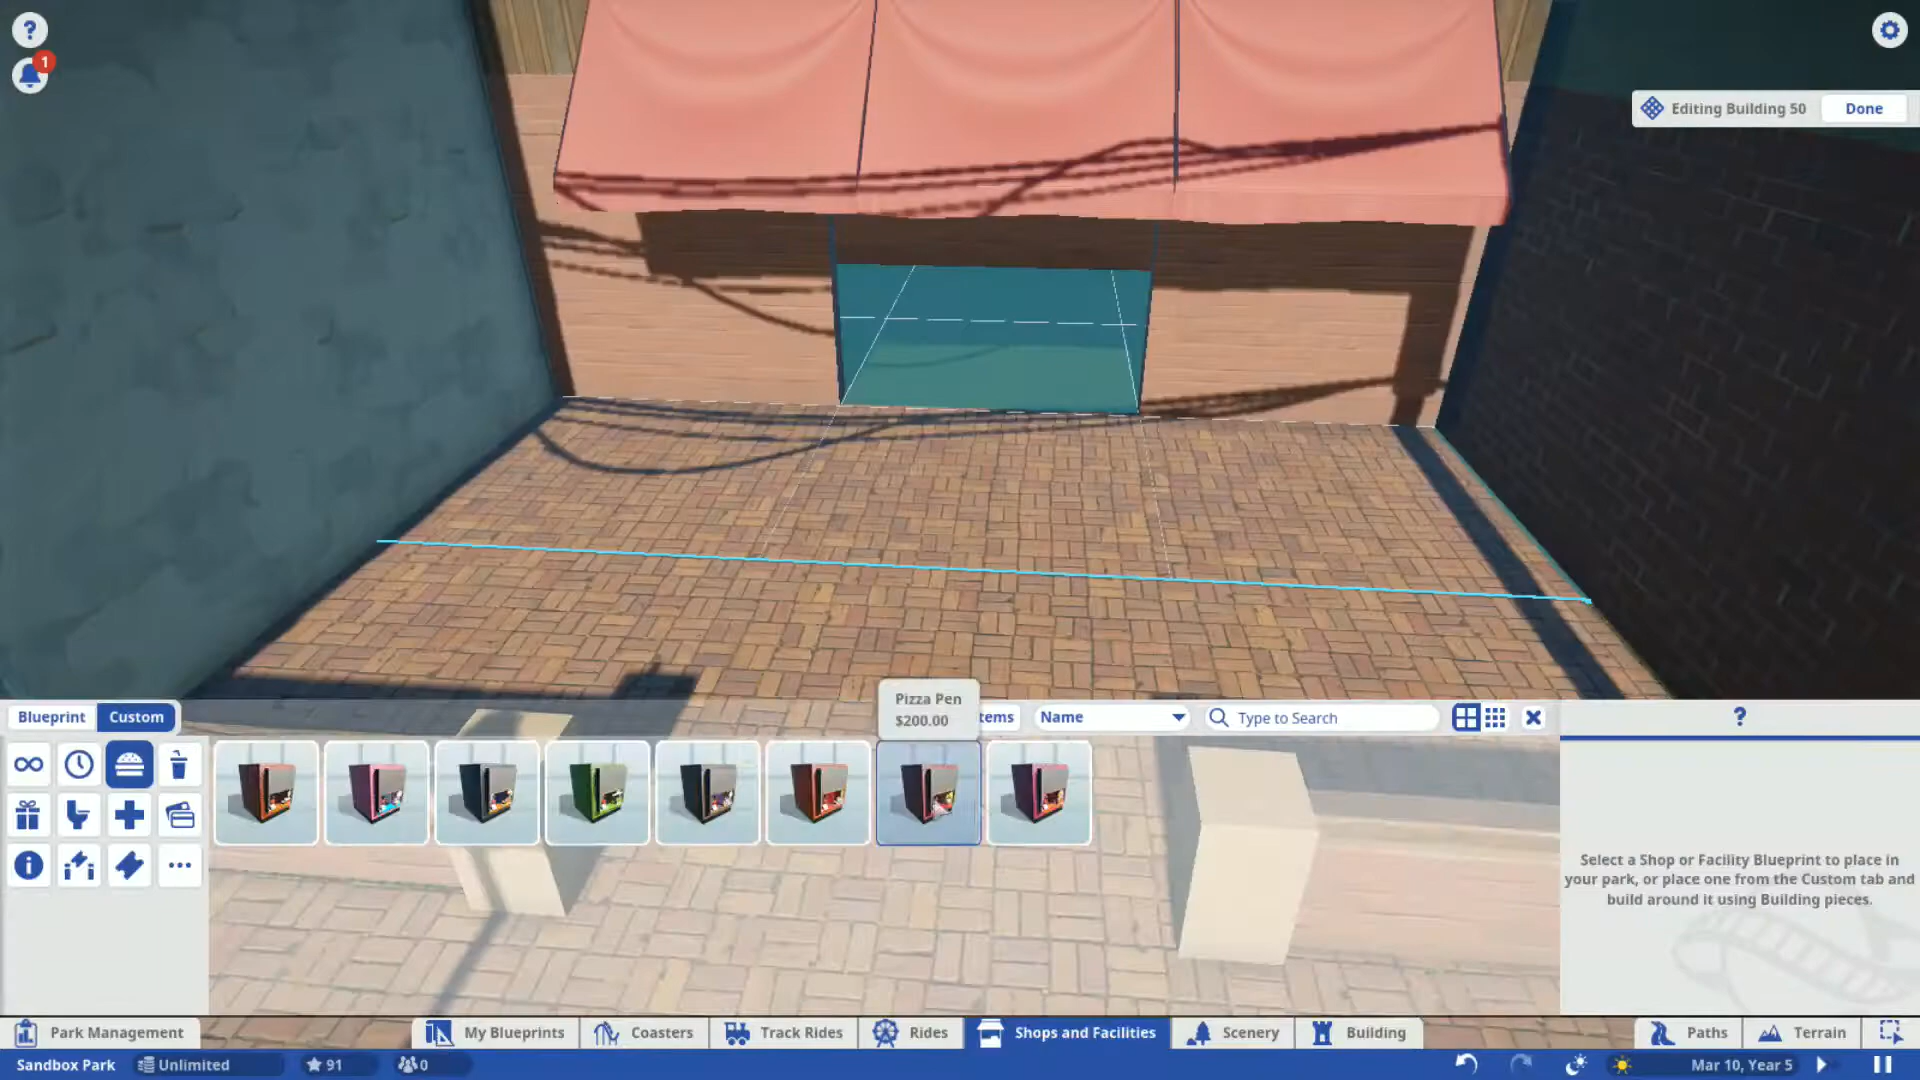 ?
1
Editing Building 50
Done
Pizza Pen
$200.00
Blueprint
Custom
tems
Name
Type to Search
?
Select a Shop or Facility Blueprint to place in
your park, or place one from the Custom tab and
build around it using Building pieces.
Park Management
My Blueprints
Coasters
Track Rides
Rides
Shops and Facilities
Scenery
Building
Paths
Terrain
Sandbox Park
Unlimited
91
0
Mar 10, Year 5